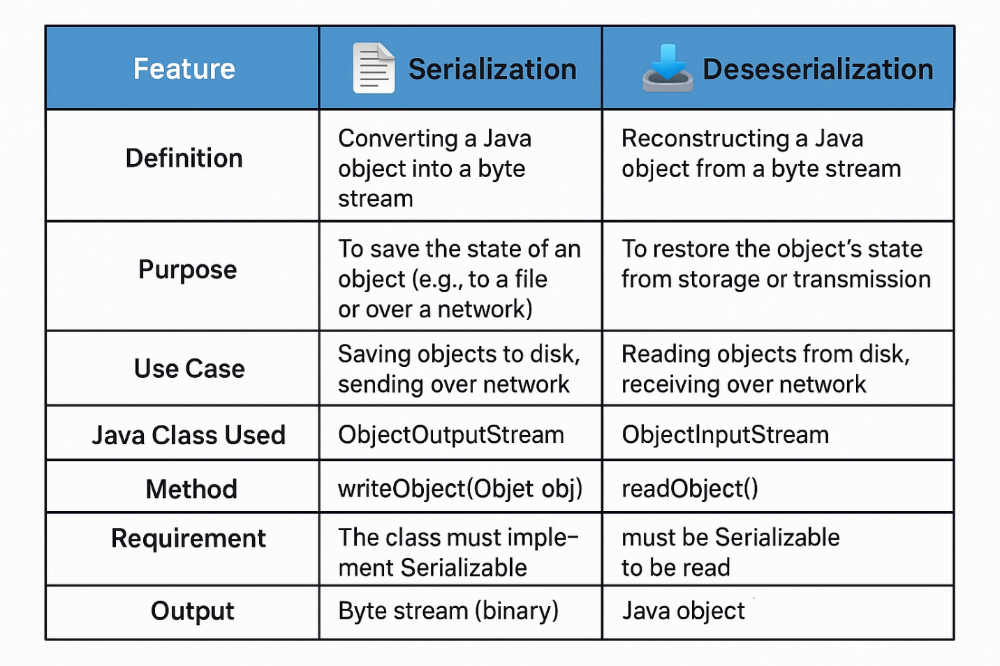 Feature
Serialization
Deseserialization
Definition
Converting a Java
object into a byte
stream
Reconstructing a Java
object from a byte stream
Purpose
To save the state of an
object (e.g., to a file
or over a network)
To restore the object’s state
from storage or transmission
Use Case
Saving objects to disk,
sending over network
Reading objects from disk,
receiving over network
Java Class Used
ObjectOutputStream
ObjectInputStream
Method
writeObject(Objet obj)
readObject()
Requirement
The class must imple–
ment Serializable
must be Serializable
to be read
Output
Byte stream (binary)
Java object